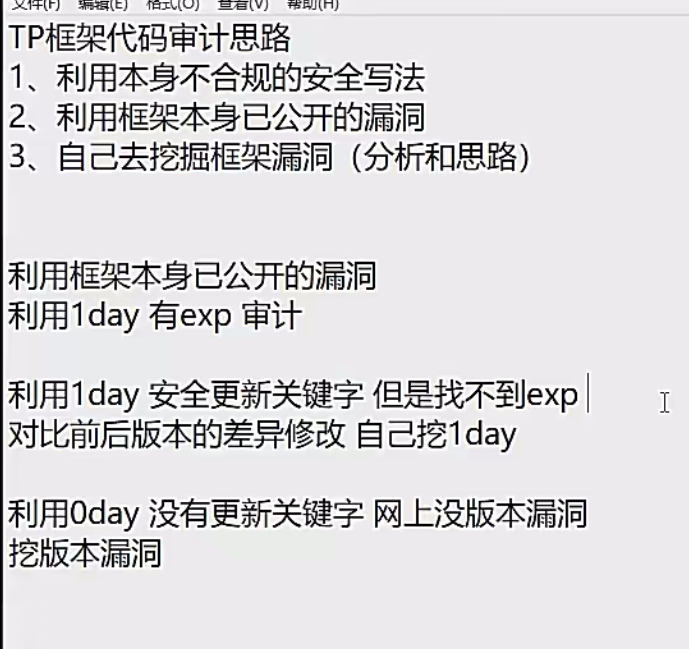 文件(F) 编辑(E) 格式(O) 查看(V) 帮助(H)
TP框架代码审计思路
1、利用本身不合规的安全写法
2、利用框架本身已公开的漏洞
3、自己去挖掘框架漏洞（分析和思路）
利用框架本身已公开的漏洞
利用1day 有exp 审计
利用1day 安全更新关键字 但是找不到exp
对比前后版本的差异修改 自己挖1day
利用0day 没有更新关键字 网上没版本漏洞
挖版本漏洞